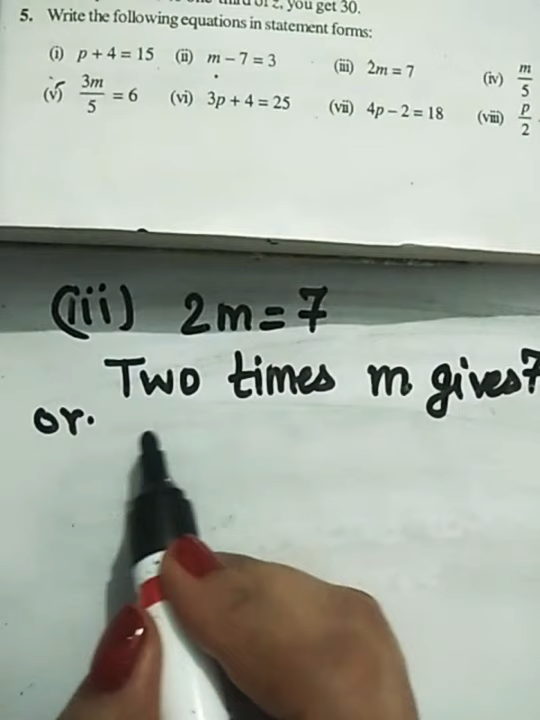 you get 30.
5. Write the following equations in statement forms:
(i) p + 4 = 15 (ii) m – 7 = 3 (iii) 2m = 7 (iv) m/5
(v) 3m/5 = 6 (vi) 3p + 4 = 25 (vii) 4p – 2 = 18 (viii) p/2
(iii) 2m = 7
Two times m gives 7
or.